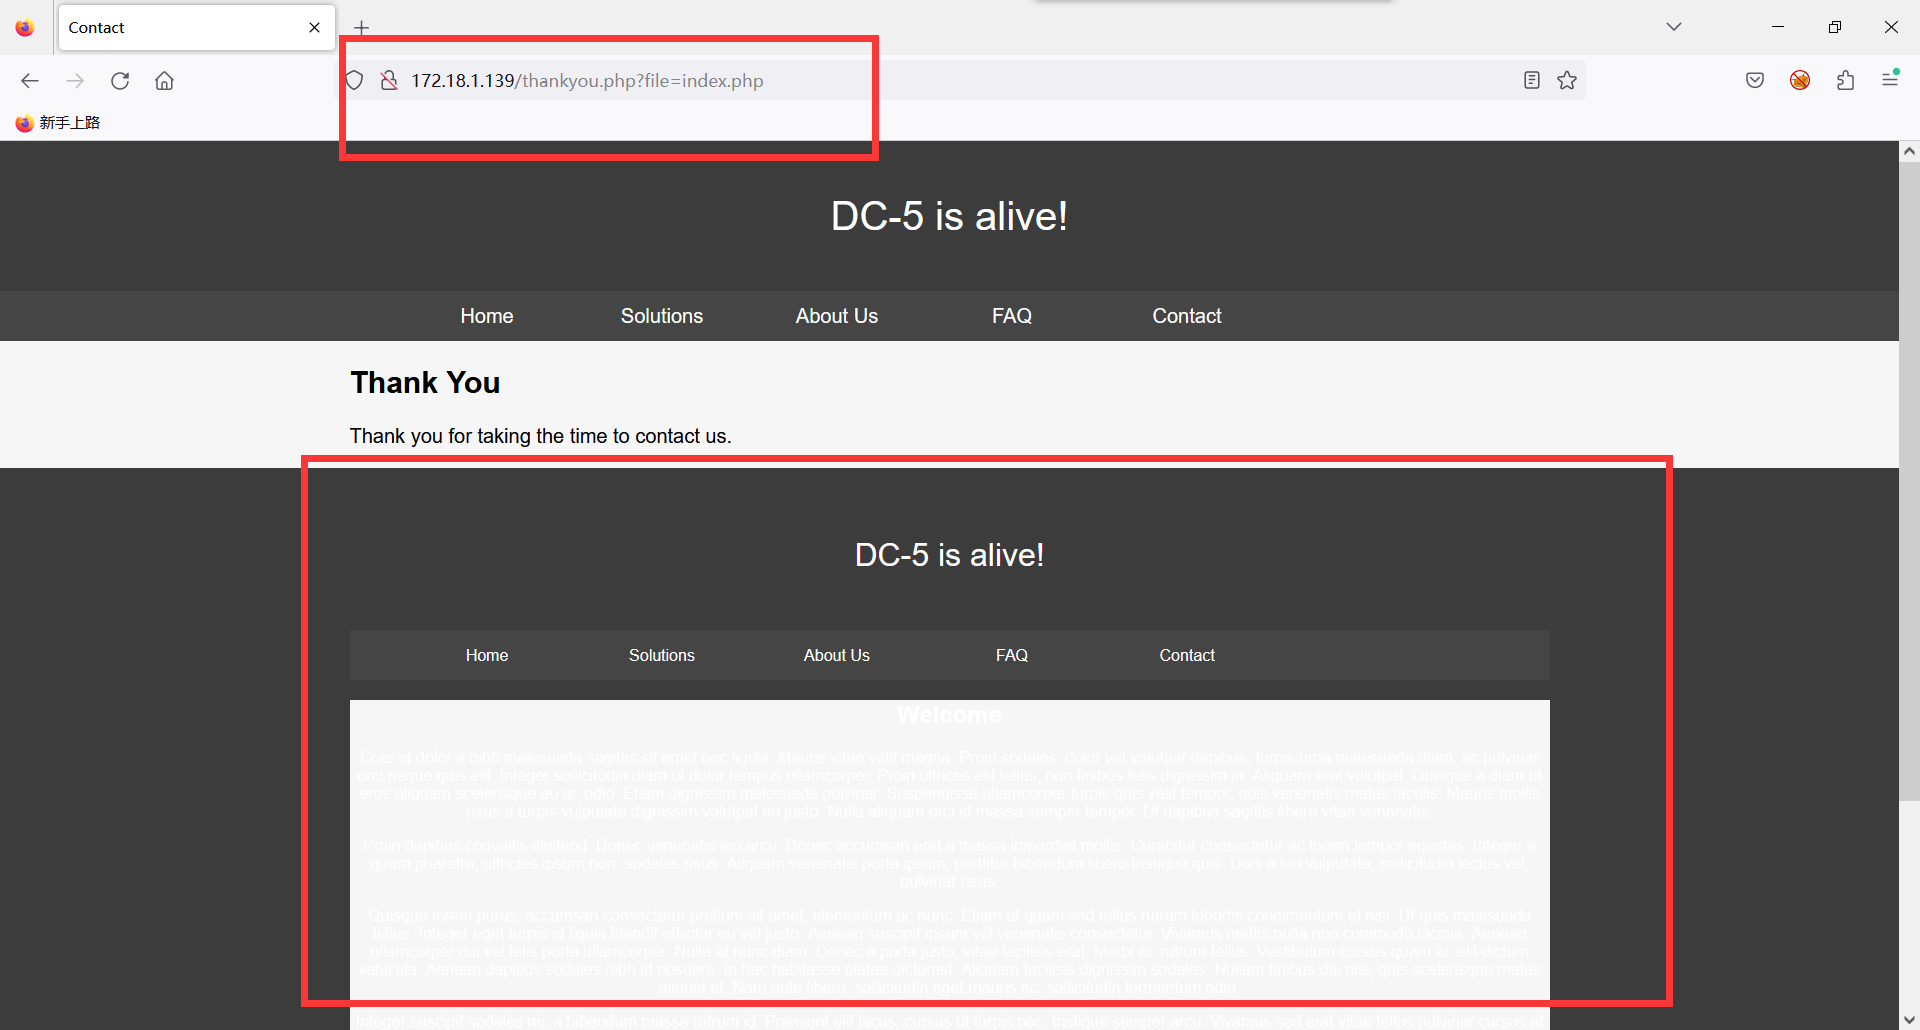 Contact
172.18.1.139/thankyou.php?file=index.php
新手上路
DC-5 is alive!
Home Solutions About Us FAQ Contact
Thank You
Thank you for taking the time to contact us.
DC-5 is alive!
Home Solutions About Us FAQ Contact
Welcome
Cras et dolor a nibh malesuada sagittis sit amet nec ligula. Mauris vitae velit magna. Proin sodales, dolor vel volutpat dapibus, turpis urna malesuada diam, ac pulvinar
orci neque quis elit. Integer sollicitudin diam ut dolor tempus ullamcorper. Proin ultrices elit tellus, non finibus felis dignissim in. Aliquam erat volutpat. Quisque a diam ut
eros aliquam scelerisque eu ac odio. Etiam dignissim malesuada pulvinar. Suspendisse ullamcorper turpis quis velit tempor, quis venenatis metus iaculis. Mauris mollis
risus a turpis vulputate dignissim volutpat eu justo. Nulla aliquam orci id massa semper tempor. Ut dapibus sagittis libero vitae venenatis.
Proin dapibus convallis eleifend. Donec venenatis leo arcu. Donec accumsan erat a massa imperdiet mollis. Curabitur consectetur ac lorem tempor egestas. Integer a
quam pharetra, ultricies ipsum non, sodales risus. Aliquam venenatis porta ipsum, porttitor bibendum libero tristique quis. Duis a leo vulputate, sollicitudin lectus vel,
pulvinar risus.
Quisque lorem purus, accumsan consectetur pretium sit amet, elementum ac nunc. Etiam at quam sed tellus rutrum lobortis condimentum et nisi. Ut quis malesuada
tellus. Integer eget turpis id ligula blandit efficitur eu vel justo. Aenean suscipit ipsum vel venenatis consectetur. Vivamus mattis nulla non commodo lacinia. Aenean
ullamcorper dui vel felis porta ullamcorper. Nulla at nunc diam. Donec a porta justo, vitae facilisis erat. Morbi ac rutrum tellus. Vestibulum cursus quam ac elit dictum
vehicula. Aenean dapibus sodales nibh id posuere. In hac habitasse platea dictumst. Aliquam facilisis dignissim sodales. Nullam finibus dui nisi, quis scelerisque metus
aliquet et. Nam ante libero, sollicitudin eget mauris ac, sollicitudin fermentum odio.
Integer suscipit sodales mi, a bibendum massa rutrum id. Praesent elit lacus, cursus ut turpis nec, tristique semper arcu. Vivamus sed erat vitae tellus pulvinar cursus at